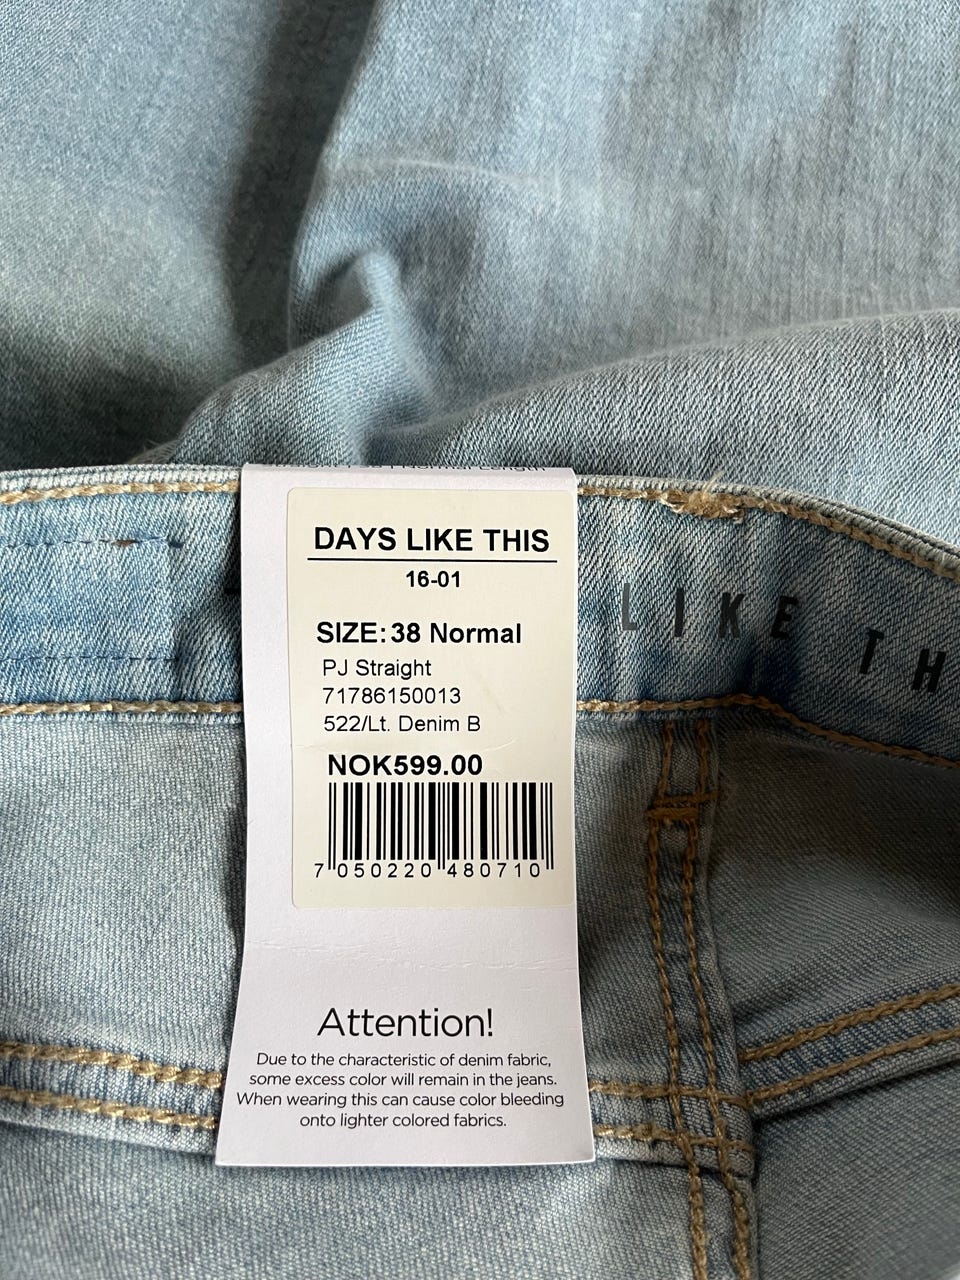 Normal Length
DAYS LIKE THIS
16-01
SIZE: 38 Normal
PJ Straight
71786150013
522/Lt. Denim B
NOK599.00
7 050220 480710
LIKE TH
Attention!
Due to the characteristic of denim fabric,
some excess color will remain in the jeans.
When wearing this can cause color bleeding
onto lighter colored fabrics.